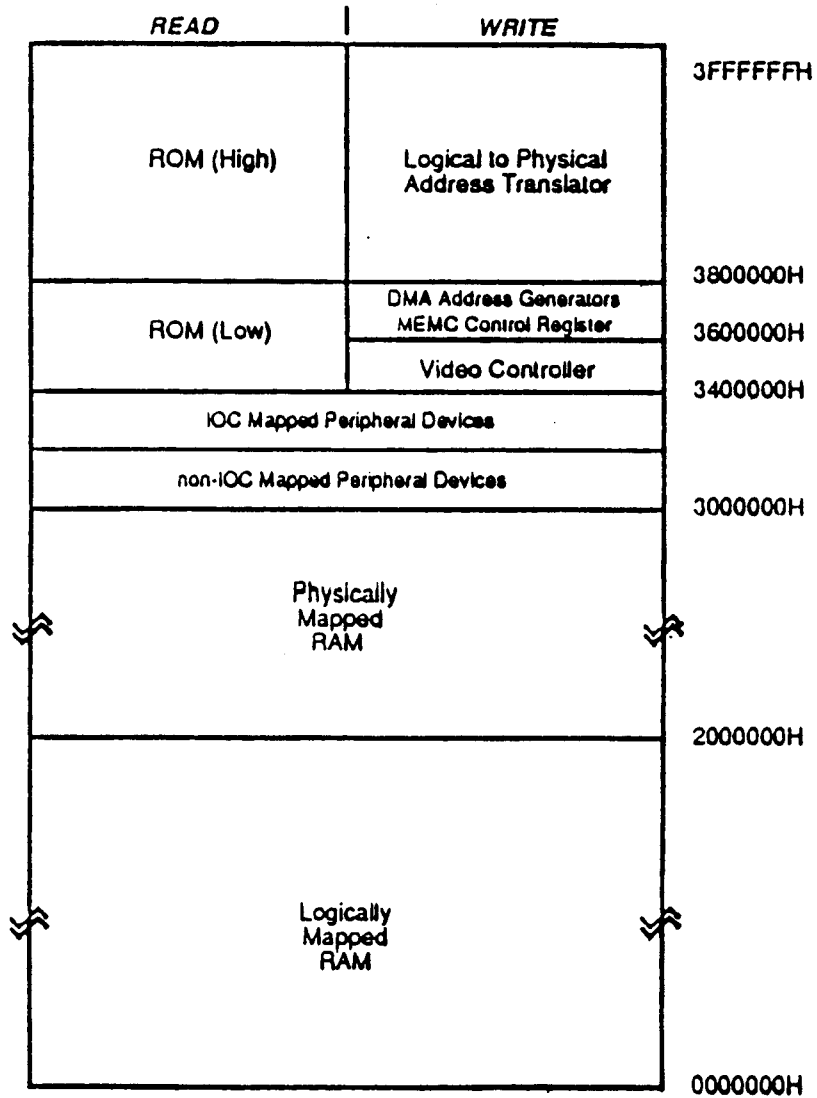 READ
WRITE
3FFFFFFH
ROM (High)
Logical to Physical
Address Translator
3800000H
DMA Address Generators
MEMC Control Register
3600000H
ROM (Low)
Video Controller
3400000H
IOC Mapped Peripheral Devices
non-IOC Mapped Peripheral Devices
3000000H
Physically
Mapped
RAM
2000000H
Logically
Mapped
RAM
0000000H